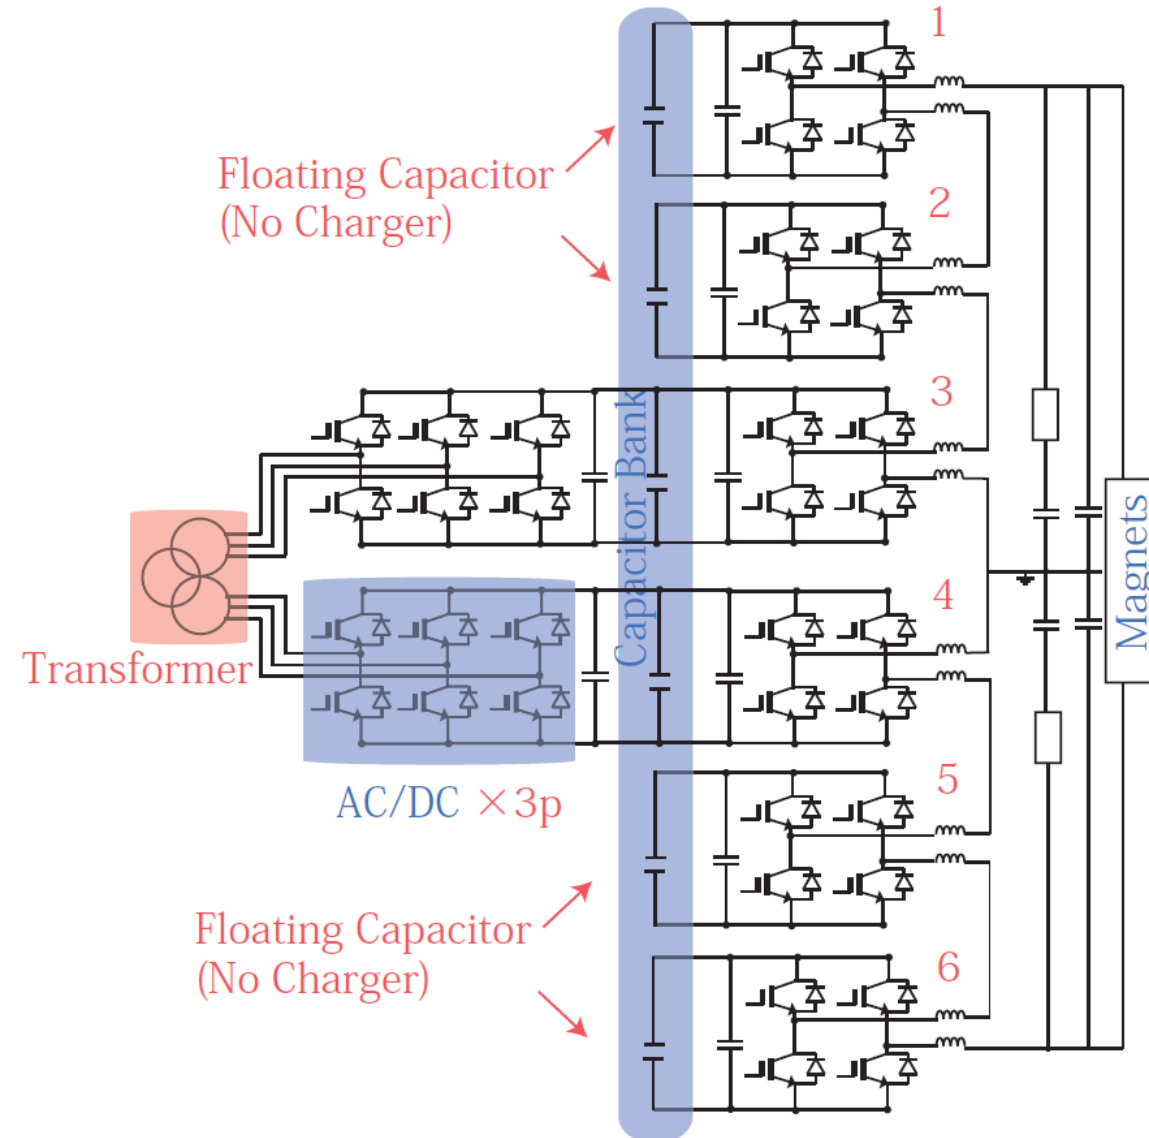 1
Floating Capacitor
(No Charger)
2
3
Capacitor Bank
4
Magnets
Transformer
AC/DC ×3p
5
Floating Capacitor
(No Charger)
6